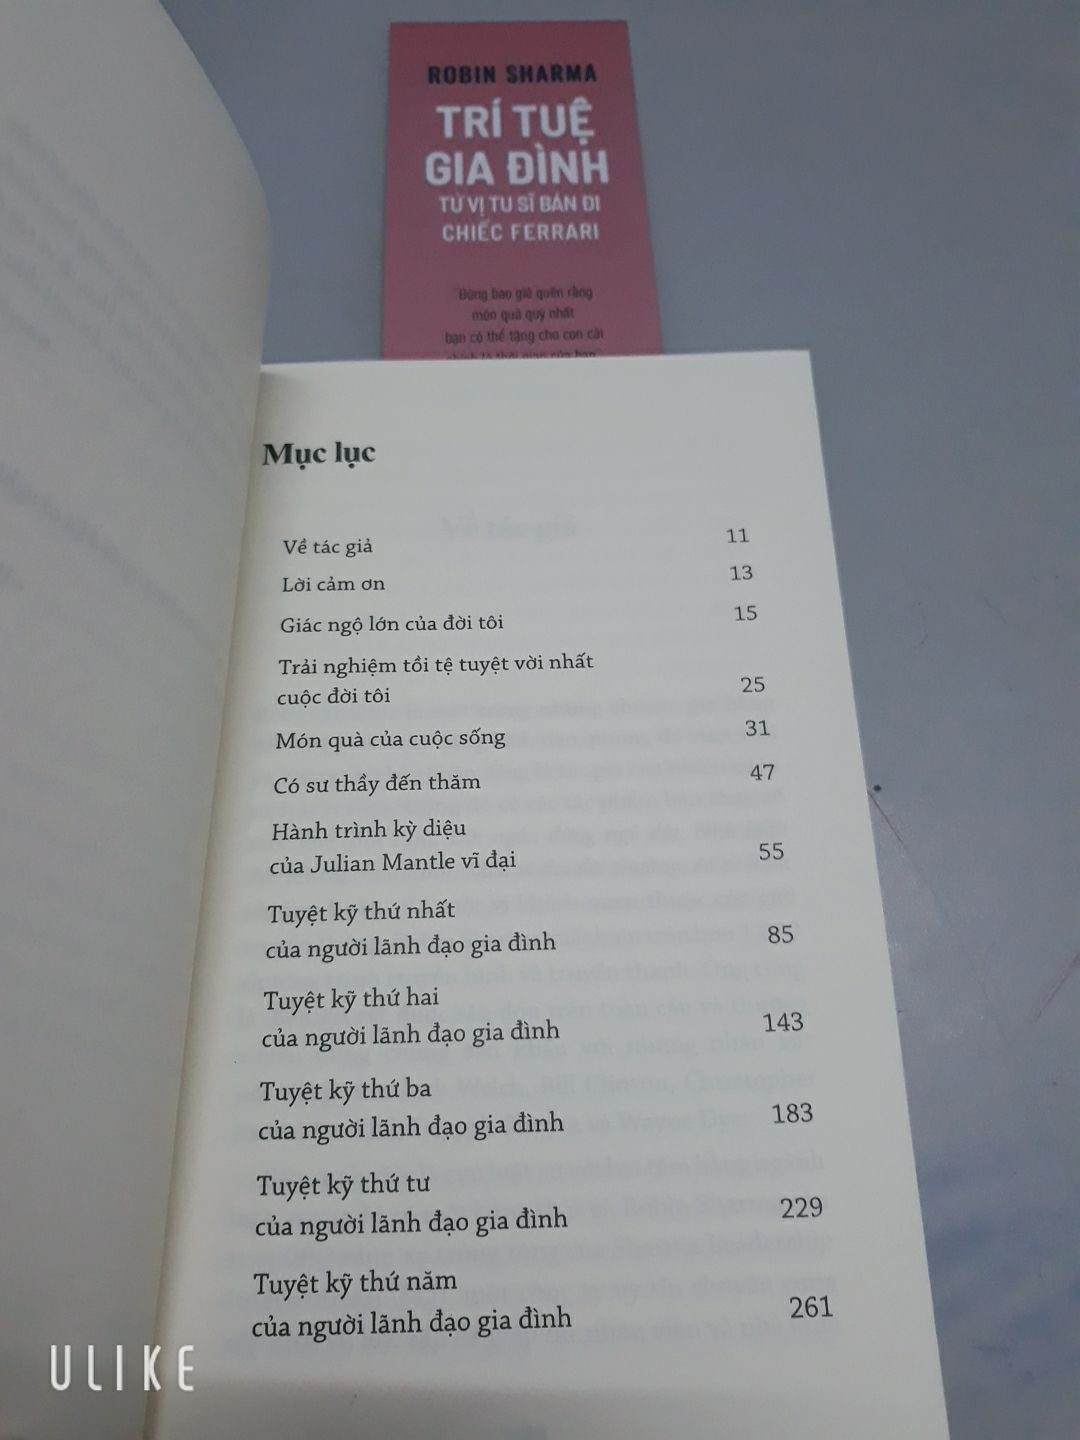 ROBIN SHARMA
TRÍ TUỆ
GIA ĐÌNH
TỪ VỊ TU SĨ BÁN ĐI
CHIẾC FERRARI
"Đừng bao giờ quên rằng
món quà quý nhất
bạn có thể tặng cho con cái
chính là thời gian của bạn"
Mục lục
Về tác giả 11
Lời cảm ơn 13
Giác ngộ lớn của đời tôi 15
Trải nghiệm tồi tệ tuyệt vời nhất
cuộc đời tôi 25
Món quà của cuộc sống 31
Có sư thầy đến thăm 47
Hành trình kỳ diệu
của Julian Mantle vĩ đại 55
Tuyệt kỹ thứ nhất
của người lãnh đạo gia đình 85
Tuyệt kỹ thứ hai
của người lãnh đạo gia đình 143
Tuyệt kỹ thứ ba
của người lãnh đạo gia đình 183
Tuyệt kỹ thứ tư
của người lãnh đạo gia đình 229
Tuyệt kỹ thứ năm
của người lãnh đạo gia đình 261
ULIKE